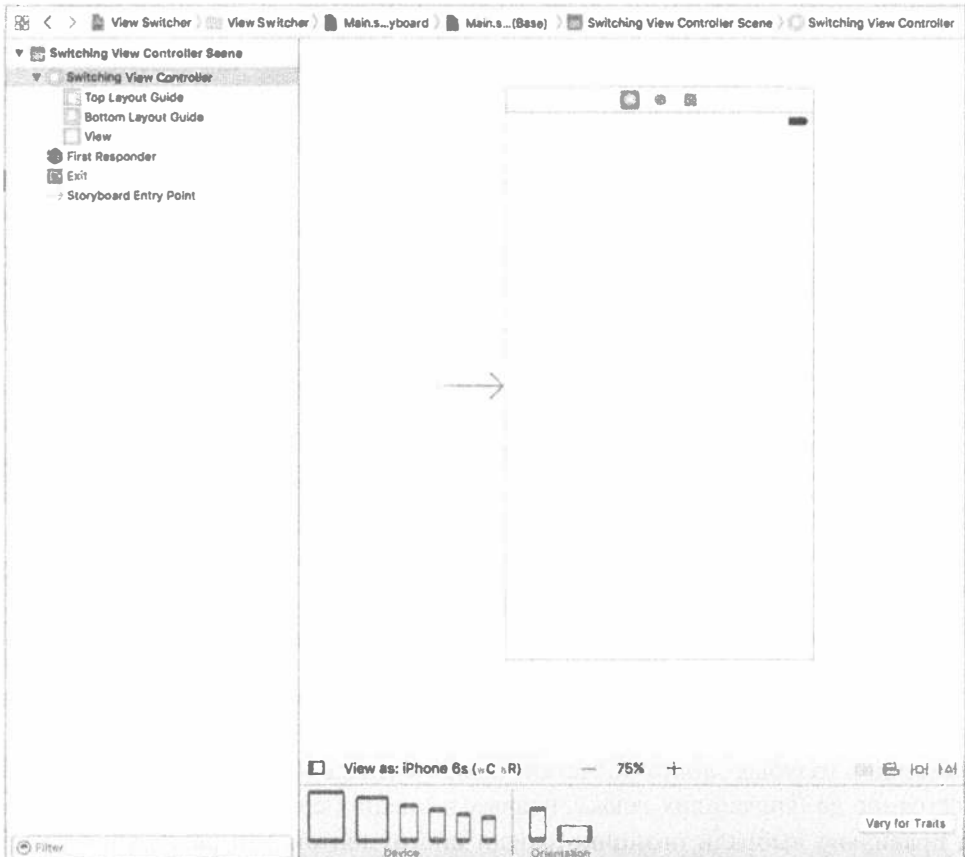 View Switcher View Switcher Main.s...yboard Main.s...(Base) Switching View Controller Scene Switching View Controller
Switching View Controller Scene
Switching View Controller
Top Layout Guide
Bottom Layout Guide
View
First Responder
Exit
Storyboard Entry Point
View as: iPhone 6s (wC hR) 75%
Vary for Traits
Filter
Device Orientation